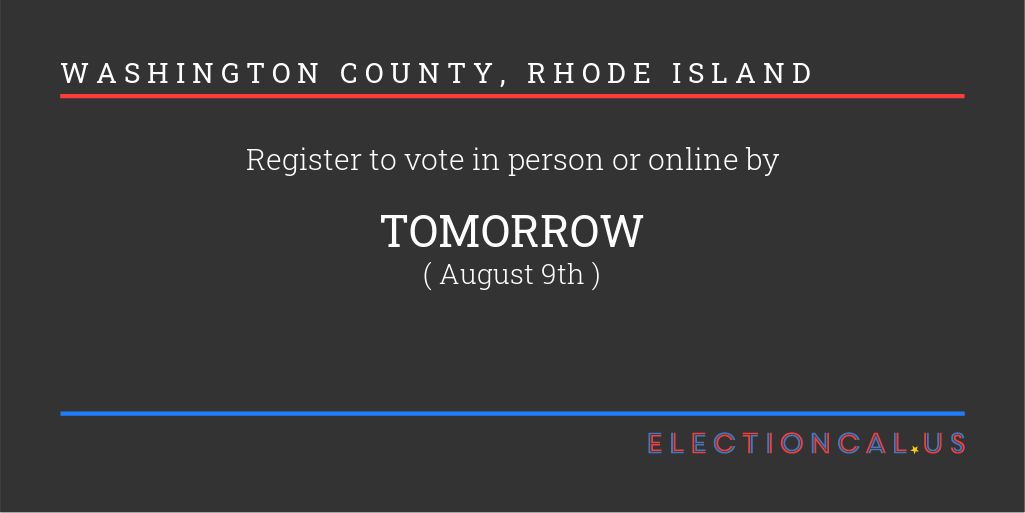 WASHINGTON COUNTY, RHODE ISLAND
Register to vote in person or online by
TOMORROW
( August 9th )
ELECTIONCAL.US